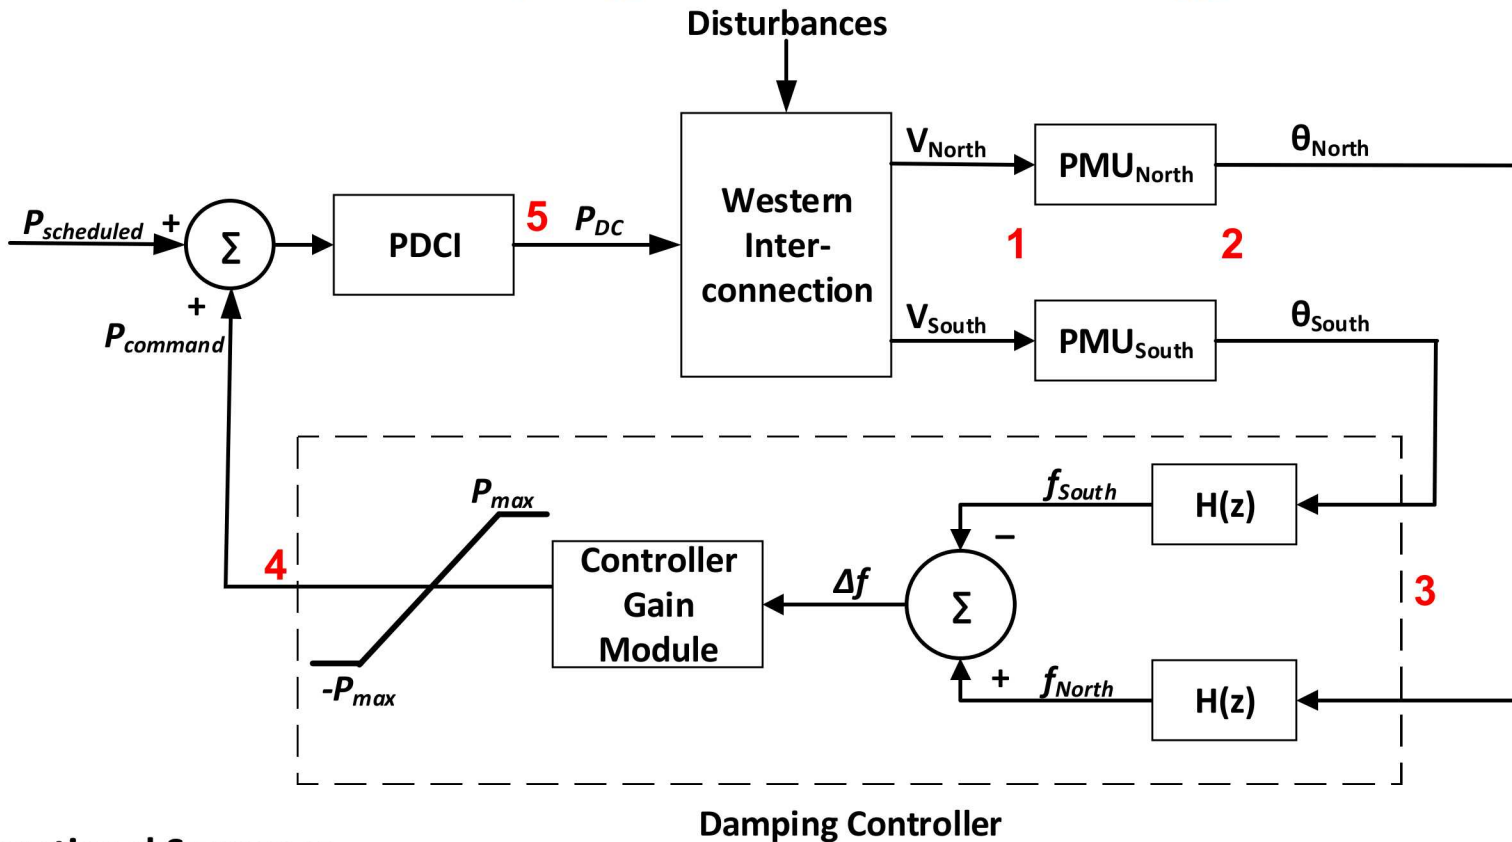 Disturbances
V_North
PMU_North
θ_North
P_scheduled
+
Σ
PDCI
5
P_DC
Western
Inter-
connection
1
2
+
P_command
V_South
PMU_South
θ_South
P_max
f_South
H(z)
−
4
Controller
Gain
Module
Δf
Σ
3
-P_max
+
f_North
H(z)
Damping Controller